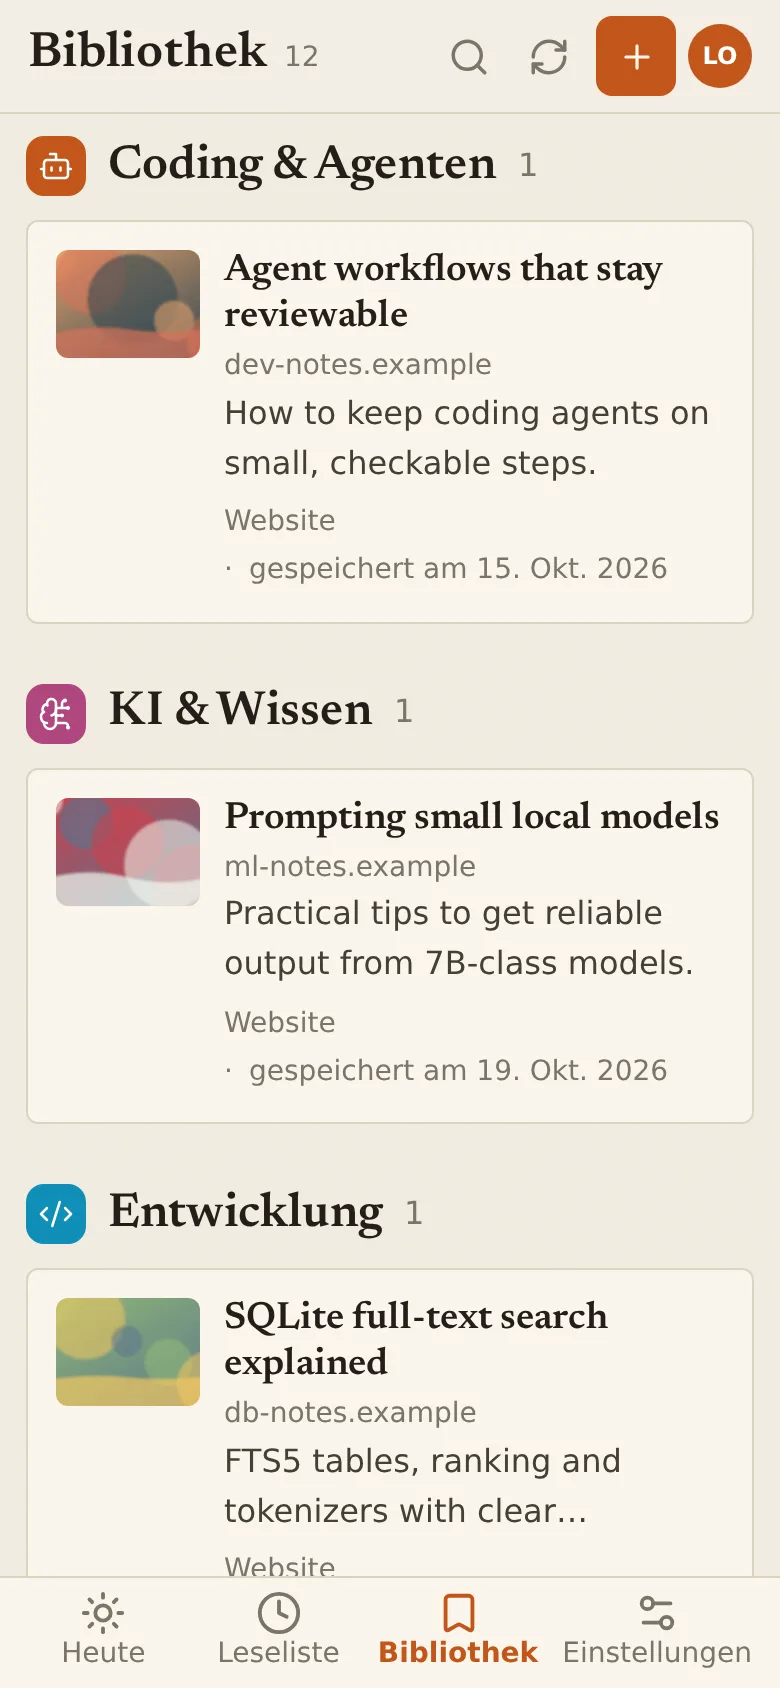 Bibliothek 12
LO
Coding & Agenten 1
Agent workflows that stay
reviewable
dev-notes.example
How to keep coding agents on
small, checkable steps.
Website
· gespeichert am 15. Okt. 2026
KI & Wissen 1
Prompting small local models
ml-notes.example
Practical tips to get reliable
output from 7B-class models.
Website
· gespeichert am 19. Okt. 2026
Entwicklung 1
SQLite full-text search
explained
db-notes.example
FTS5 tables, ranking and
tokenizers with clear…
Website
Heute
Leseliste
Bibliothek
Einstellungen